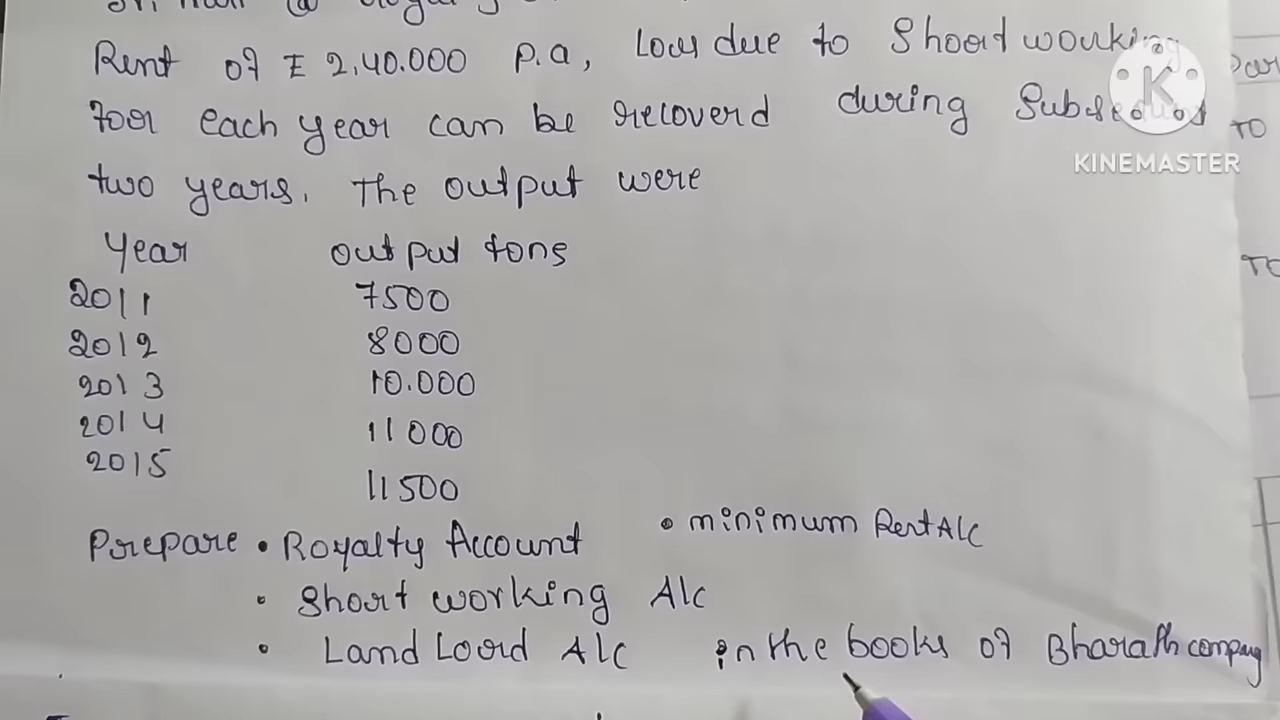 Rent of ₹ 2,40.000 p.a, Loss due to Short working
For each year can be recoverd during Subsequent
two years. The output were
Year output tons
2011 7500
2012 8000
2013 10.000
2014 11000
2015 11500
Prepare • Royalty Account • minimum Rent A/c
• Short working A/c
• Land Lord A/c in the books of Bharath company
K
KINEMASTER
TO
TO